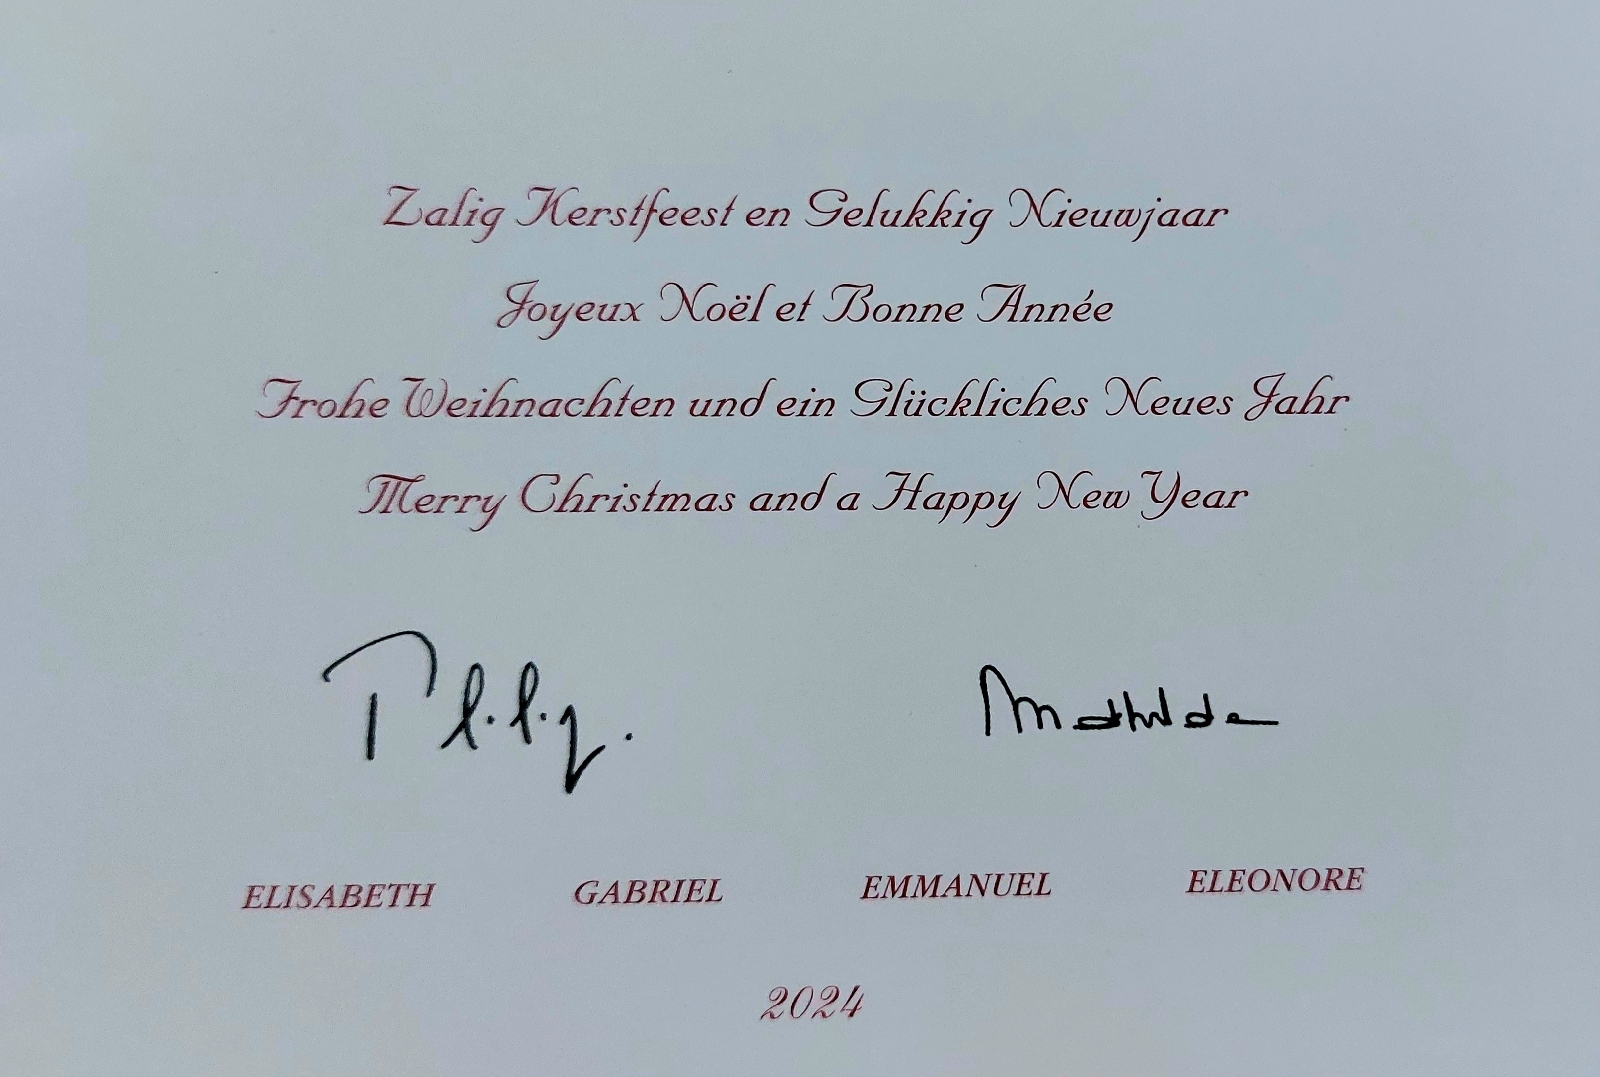 Zalig Kerstfeest en Gelukkig Nieuwjaar
Joyeux Noël et Bonne Année
Frohe Weihnachten und ein Glückliches Neues Jahr
Merry Christmas and a Happy New Year
Philippe Mathilde
ELISABETH GABRIEL EMMANUEL ELEONORE
2024